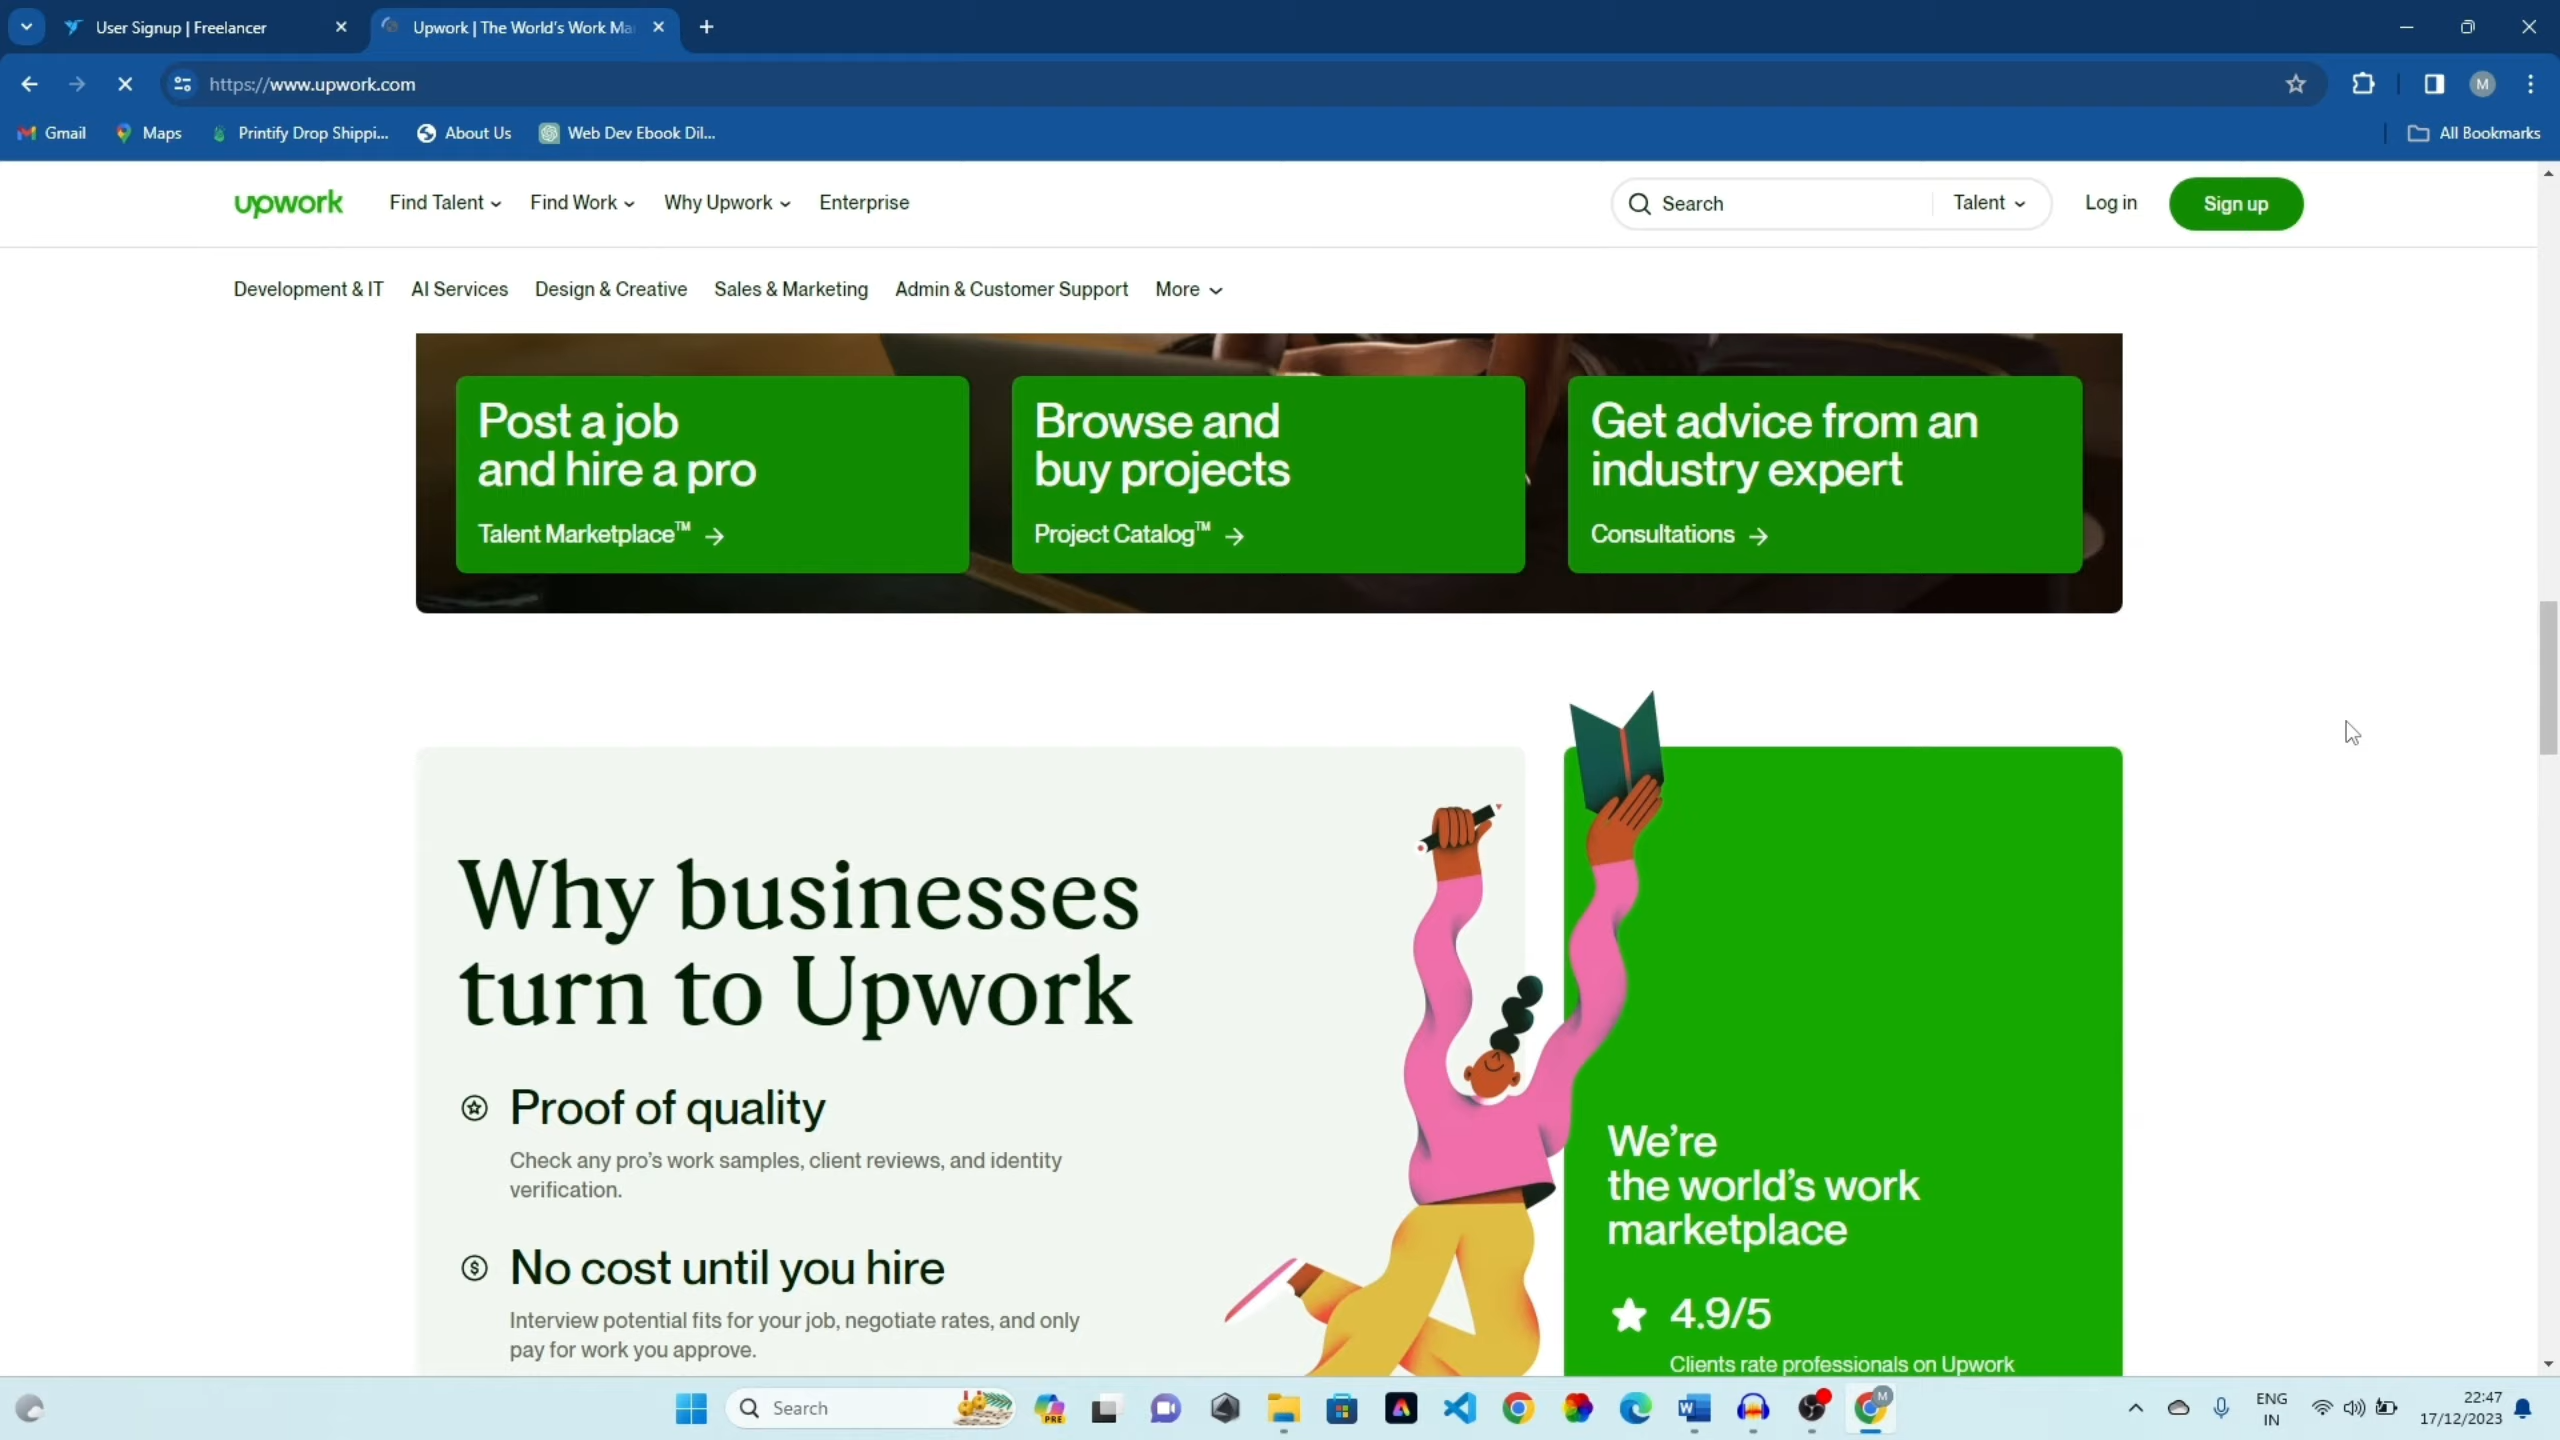 User Signup | Freelancer
Upwork | The World's Work Ma
https://www.upwork.com
M
Gmail
Maps
Printify Drop Shippi...
About Us
Web Dev Ebook Dil...
All Bookmarks
upwork
Find Talent
Find Work
Why Upwork
Enterprise
Search
Talent
Log in
Sign up
Development & IT
AI Services
Design & Creative
Sales & Marketing
Admin & Customer Support
More
Post a job
and hire a pro
Talent Marketplace™
Browse and
buy projects
Project Catalog™
Get advice from an
industry expert
Consultations
Why businesses
turn to Upwork
Proof of quality
Check any pro's work samples, client reviews, and identity
verification.
No cost until you hire
Interview potential fits for your job, negotiate rates, and only
pay for work you approve.
We're
the world's work
marketplace
4.9/5
Clients rate professionals on Upwork
Search
PRE
M
ENG
IN
22:47
17/12/2023